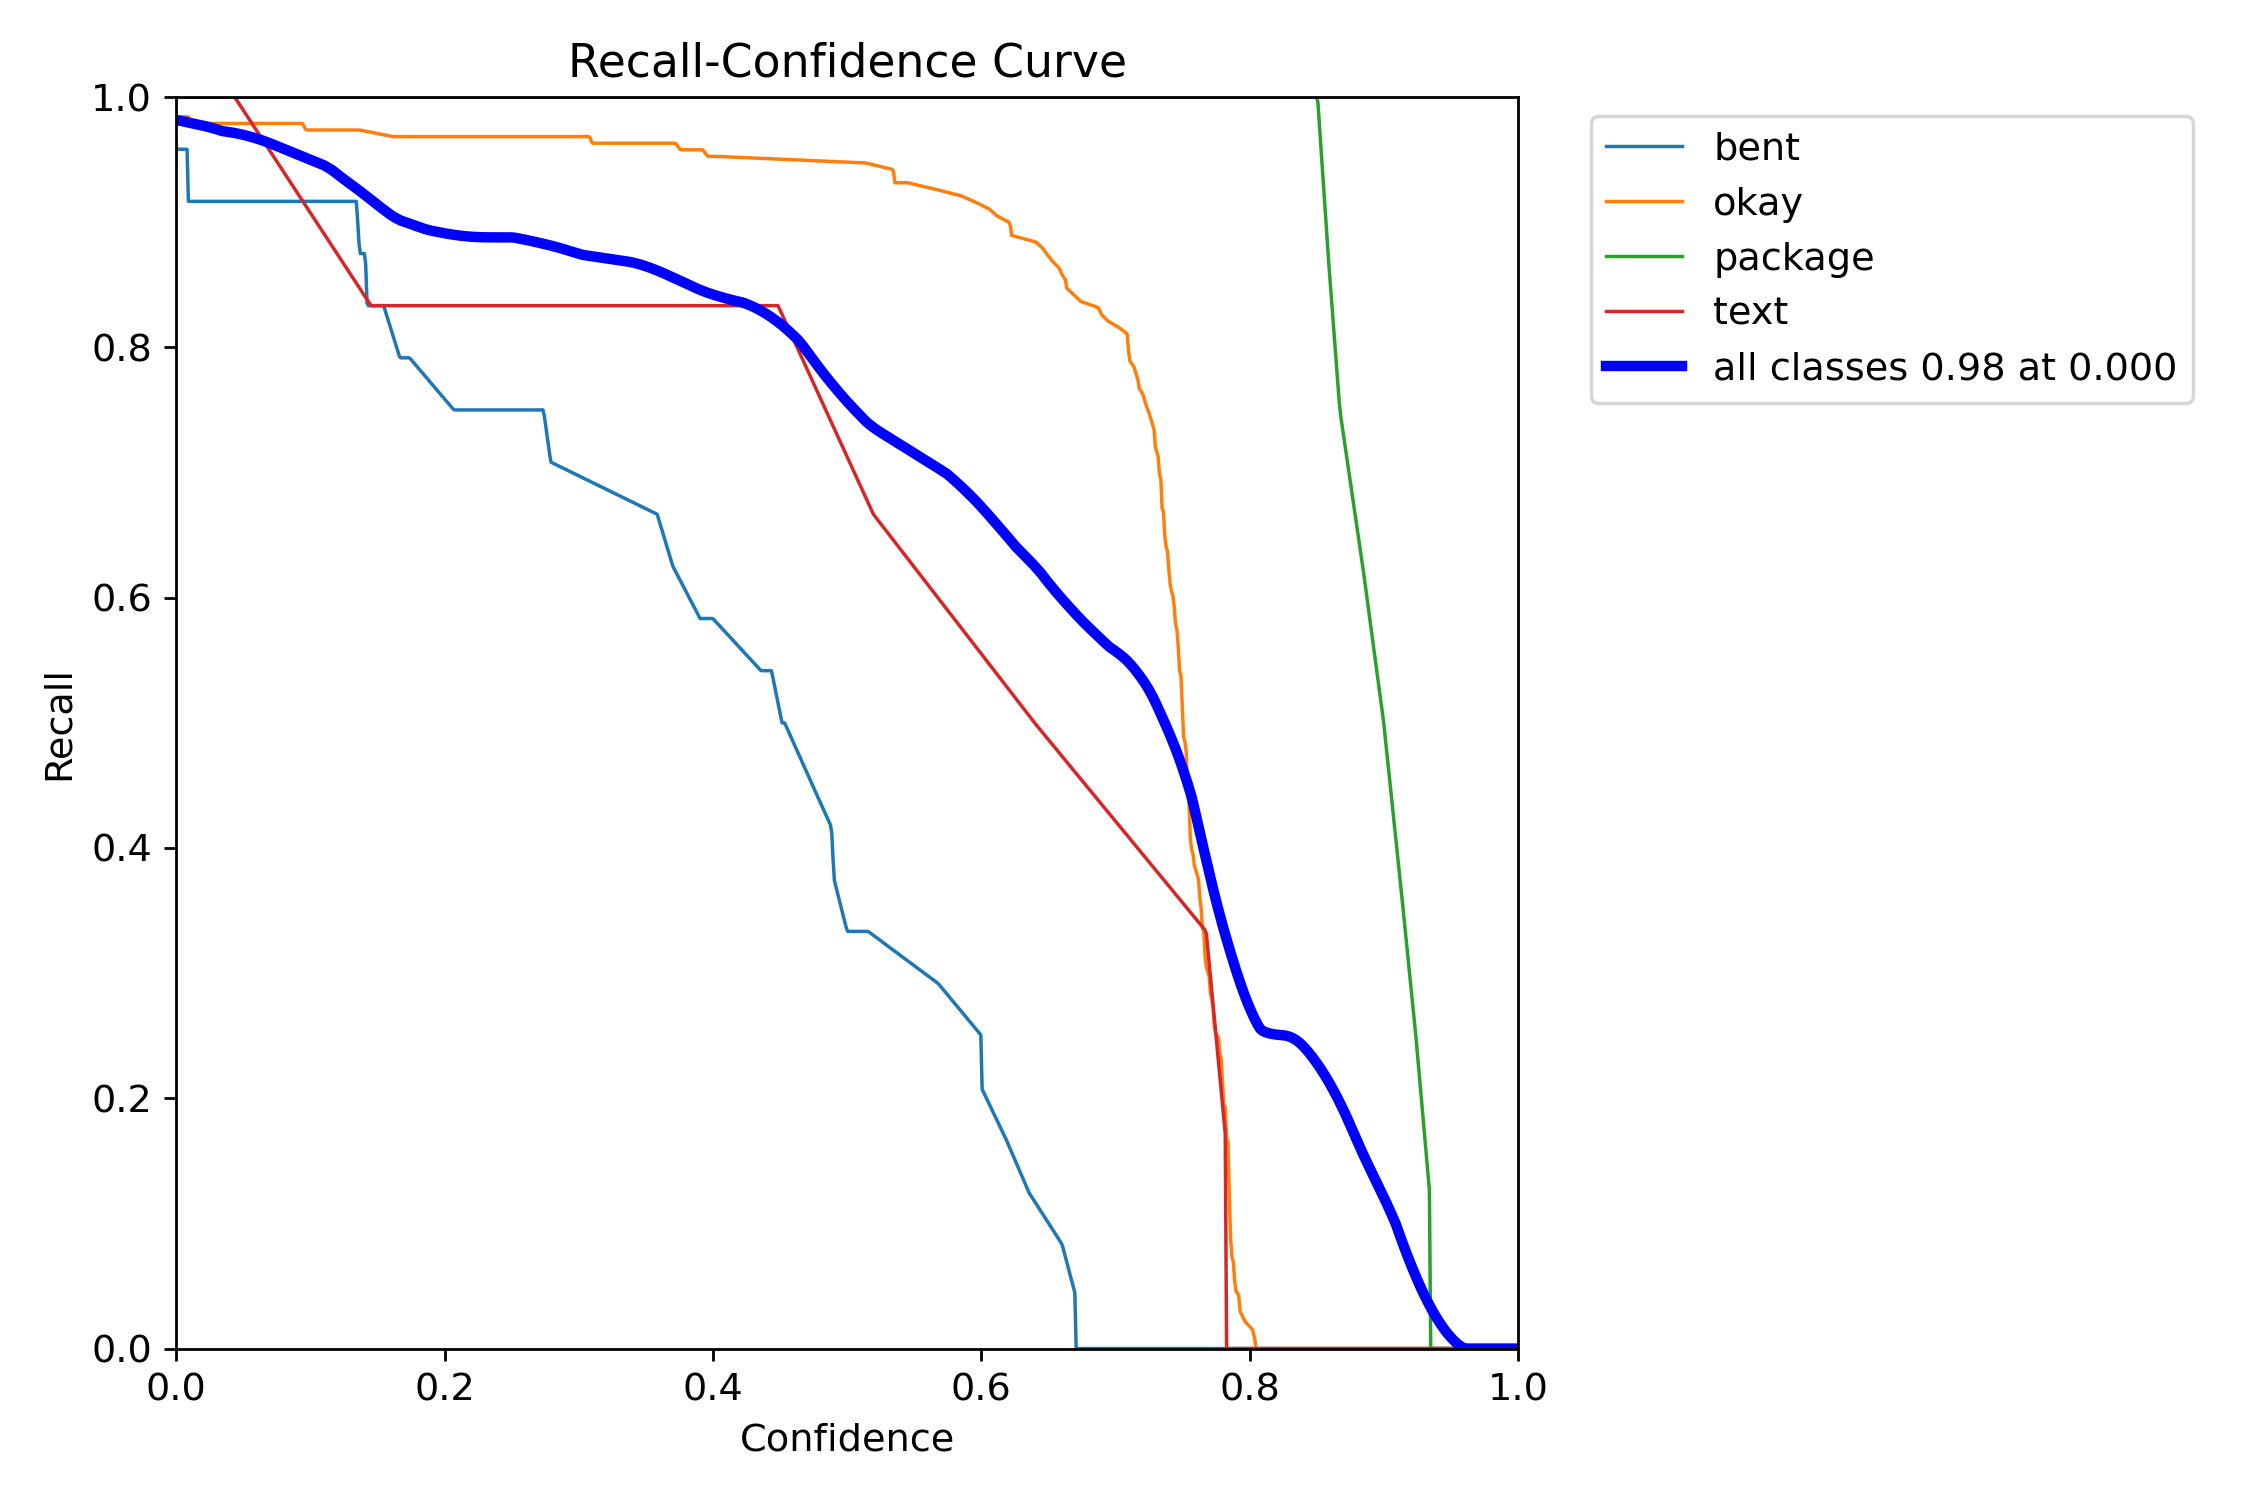 Recall-Confidence Curve
1.0
0.8
0.6
0.4
0.2
0.0
Recall
0.0 0.2 0.4 0.6 0.8 1.0
Confidence
bent
okay
package
text
all classes 0.98 at 0.000